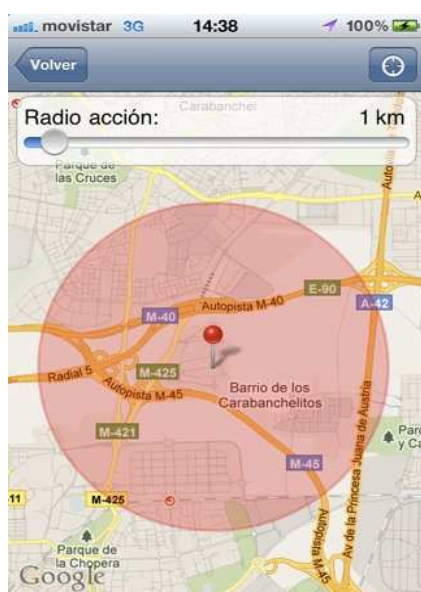 movistar 3G 14:38 100%
Volver
Carabanchel
Radio acción: 1 km
Parque de
las Cruces
E-90
Autopista M-40
A-42
M-40
Radial 5
M-425
Autopista M-45
Barrio de los
Carabanchelitos
M-421
Av de la Princesa Juana de Austria
M-45
M-425
Autopista M-45
Parque de
la Chopera
Google